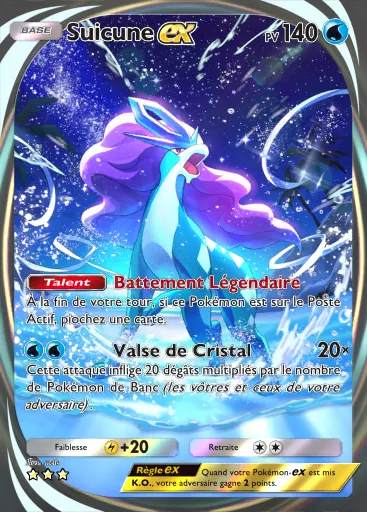 BASE Suicune ex PV 140
Talent Battement Légendaire
À la fin de votre tour, si ce Pokémon est sur le Poste
Actif, piochez une carte.
Valse de Cristal 20×
Cette attaque inflige 20 dégâts multipliés par le nombre
de Pokémon de Banc (les vôtres et ceux de votre
adversaire).
Faiblesse +20 Retraite
Règle ex Quand votre Pokémon-ex est mis
K.O., votre adversaire gagne 2 points.